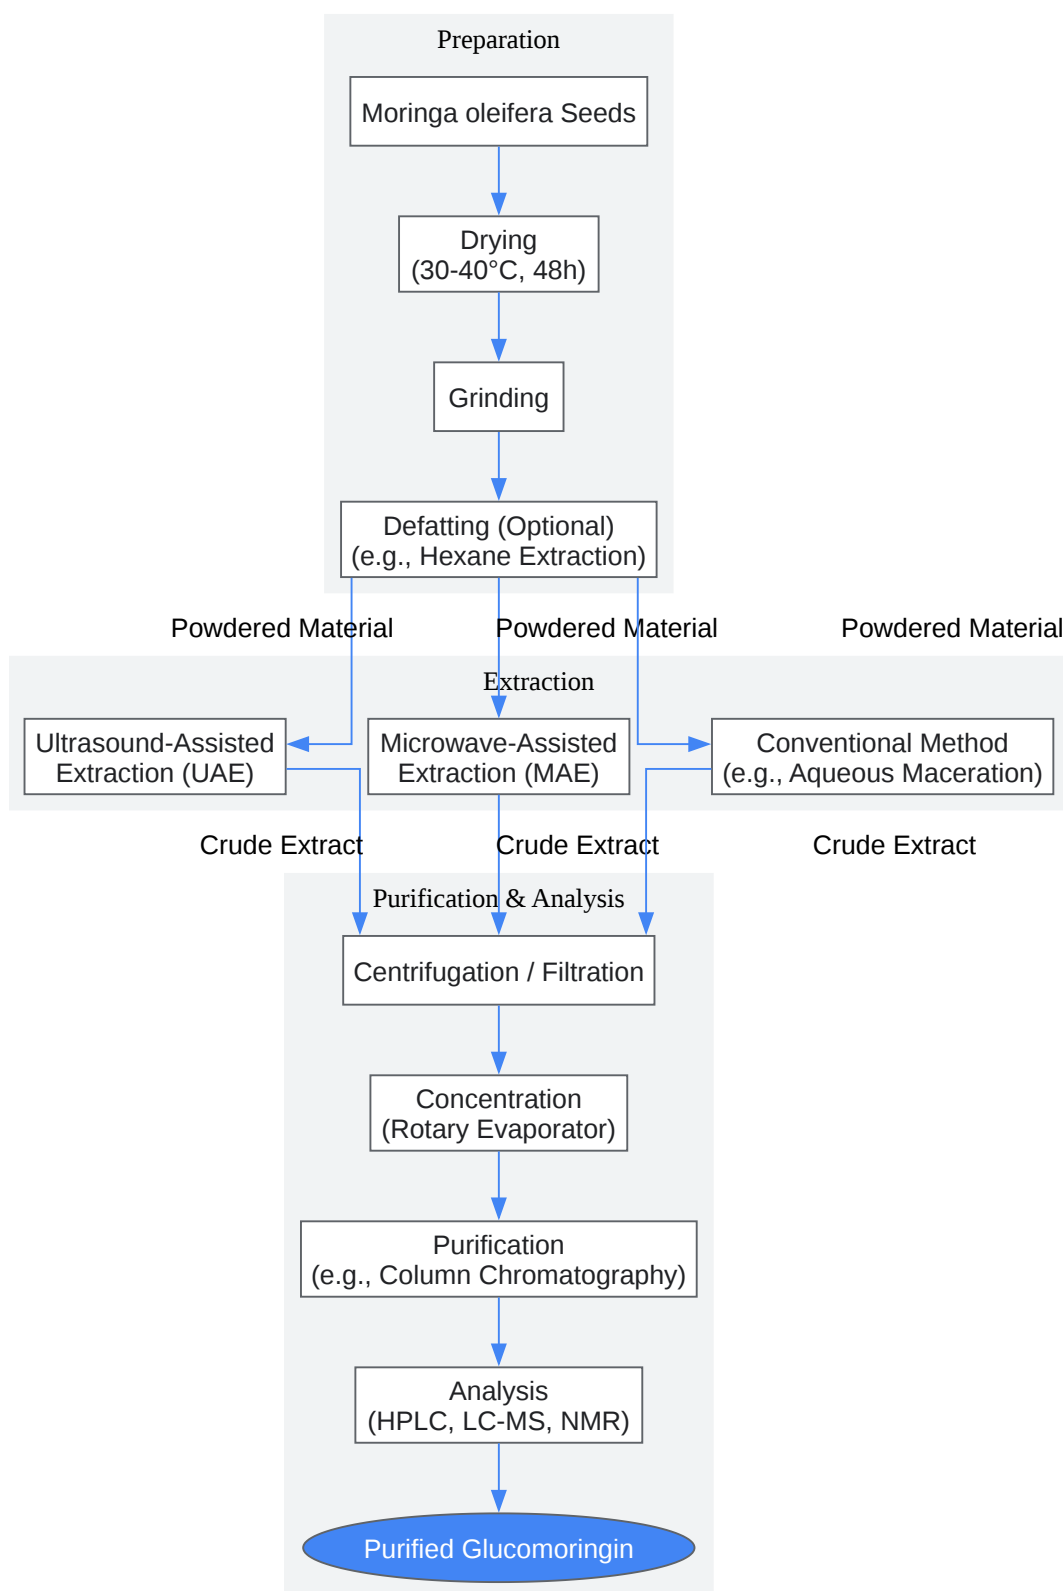 Preparation
Moringa oleifera Seeds
Drying
(30-40°C, 48h)
Grinding
Defatting (Optional)
(e.g., Hexane Extraction)
Powdered Material
Powdered Material
Powdered Material
Extraction
Ultrasound-Assisted
Extraction (UAE)
Microwave-Assisted
Extraction (MAE)
Conventional Method
(e.g., Aqueous Maceration)
Crude Extract
Crude Extract
Crude Extract
Purification & Analysis
Centrifugation / Filtration
Concentration
(Rotary Evaporator)
Purification
(e.g., Column Chromatography)
Analysis
(HPLC, LC-MS, NMR)
Purified Glucomoringin